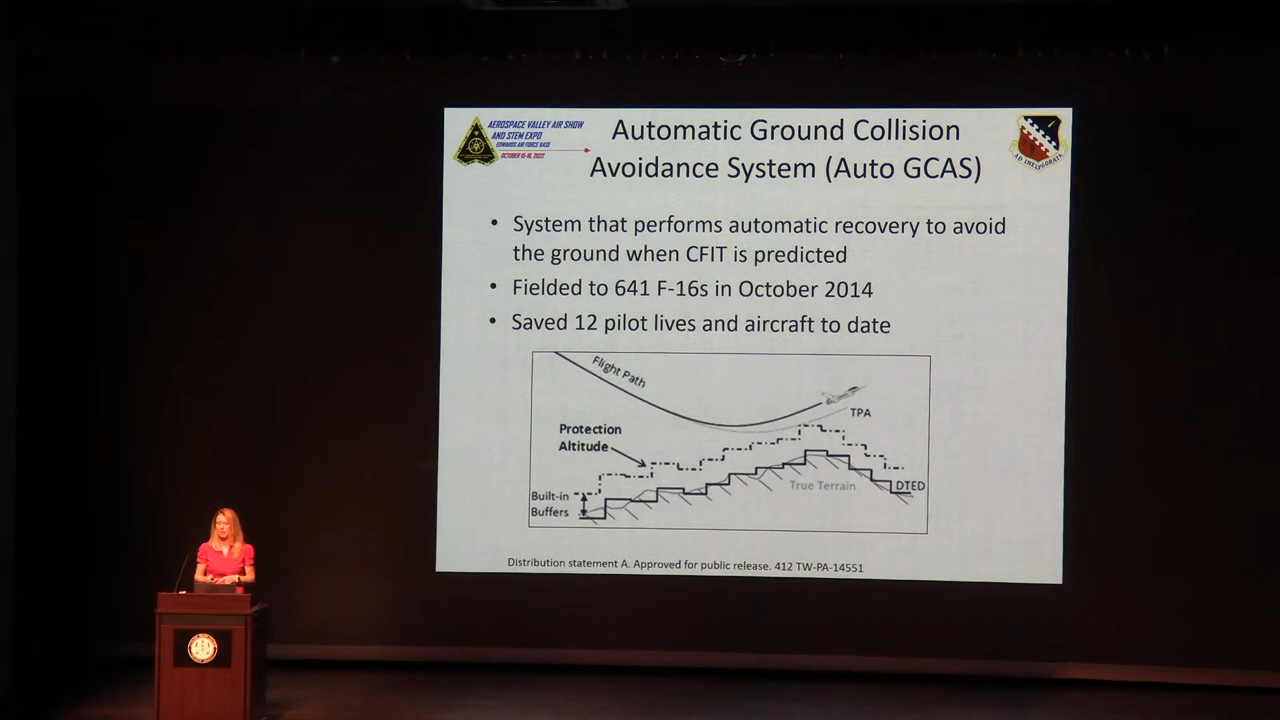 AEROSPACE VALLEY AIR SHOW
AND STEM EXPO
EDWARDS AIR FORCE BASE
OCTOBER 15-16, 2022
Automatic Ground Collision
Avoidance System (Auto GCAS)
AD INEXPLORATA
• System that performs automatic recovery to avoid
the ground when CFIT is predicted
• Fielded to 641 F-16s in October 2014
• Saved 12 pilot lives and aircraft to date
Flight Path
TPA
Protection
Altitude
True Terrain
DTED
Built-in
Buffers
Distribution statement A. Approved for public release. 412 TW-PA-14551